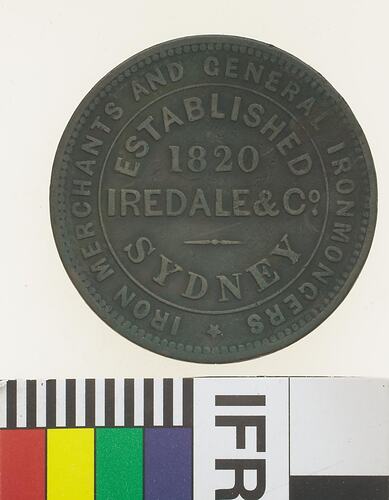 IRON MERCHANTS AND GENERAL IRONMONGERS
ESTABLISHED
1820
IREDALE & Co.
SYDNEY
IFR